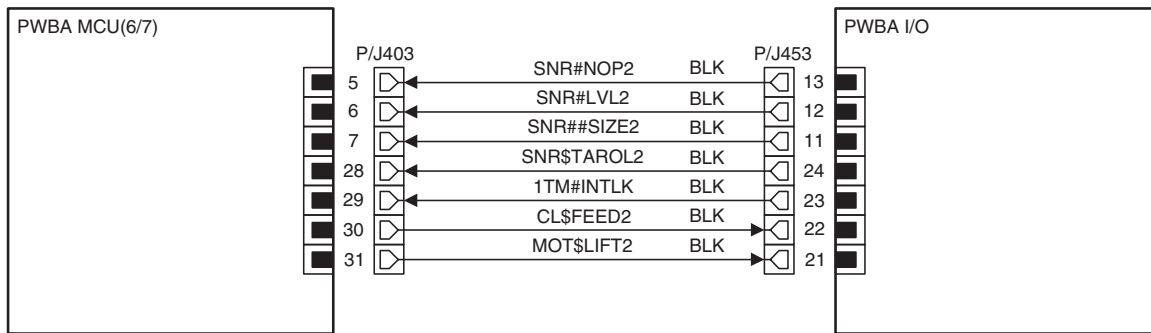 PWBA MCU(6/7) PWBA I/O
P/J403 P/J453
5 SNR#NOP2 BLK 13
6 SNR#LVL2 BLK 12
7 SNR##SIZE2 BLK 11
28 SNR$TAROL2 BLK 24
29 1TM#INTLK BLK 23
30 CL$FEED2 BLK 22
31 MOT$LIFT2 BLK 21